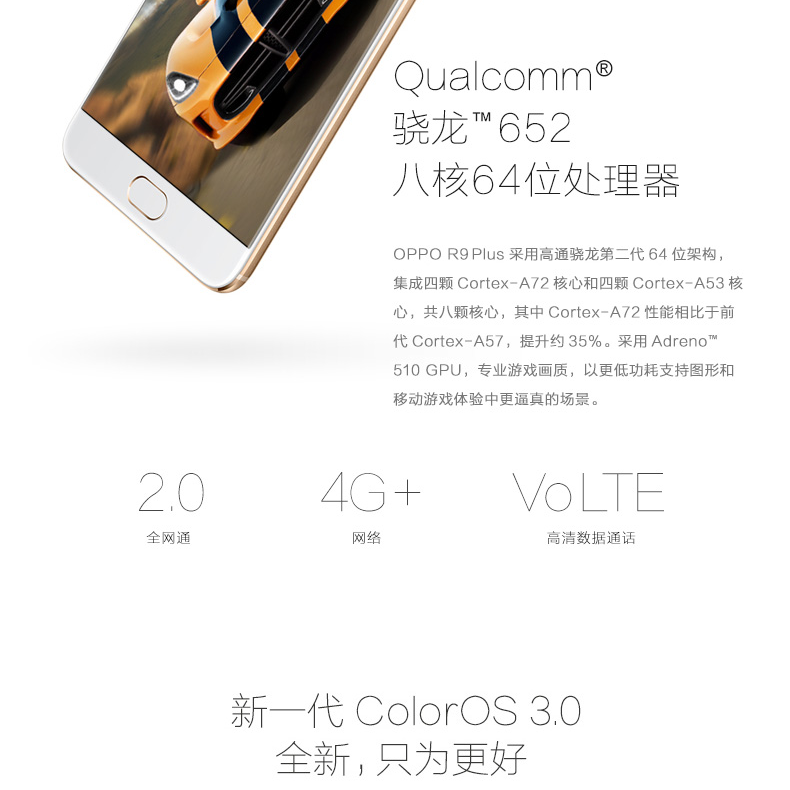 Qualcomm®
骁龙™ 652
八核64位处理器
OPPO R9 Plus 采用高通骁龙第二代 64 位架构，
集成四颗 Cortex-A72 核心和四颗 Cortex-A53 核
心，共八颗核心，其中 Cortex-A72 性能相比于前
代 Cortex-A57，提升约 35%。采用 Adreno™
510 GPU，专业游戏画质，以更低功耗支持图形和
移动游戏体验中更逼真的场景。
2.0
全网通
4G+
网络
VoLTE
高清数据通话
新一代 ColorOS 3.0
全新，只为更好